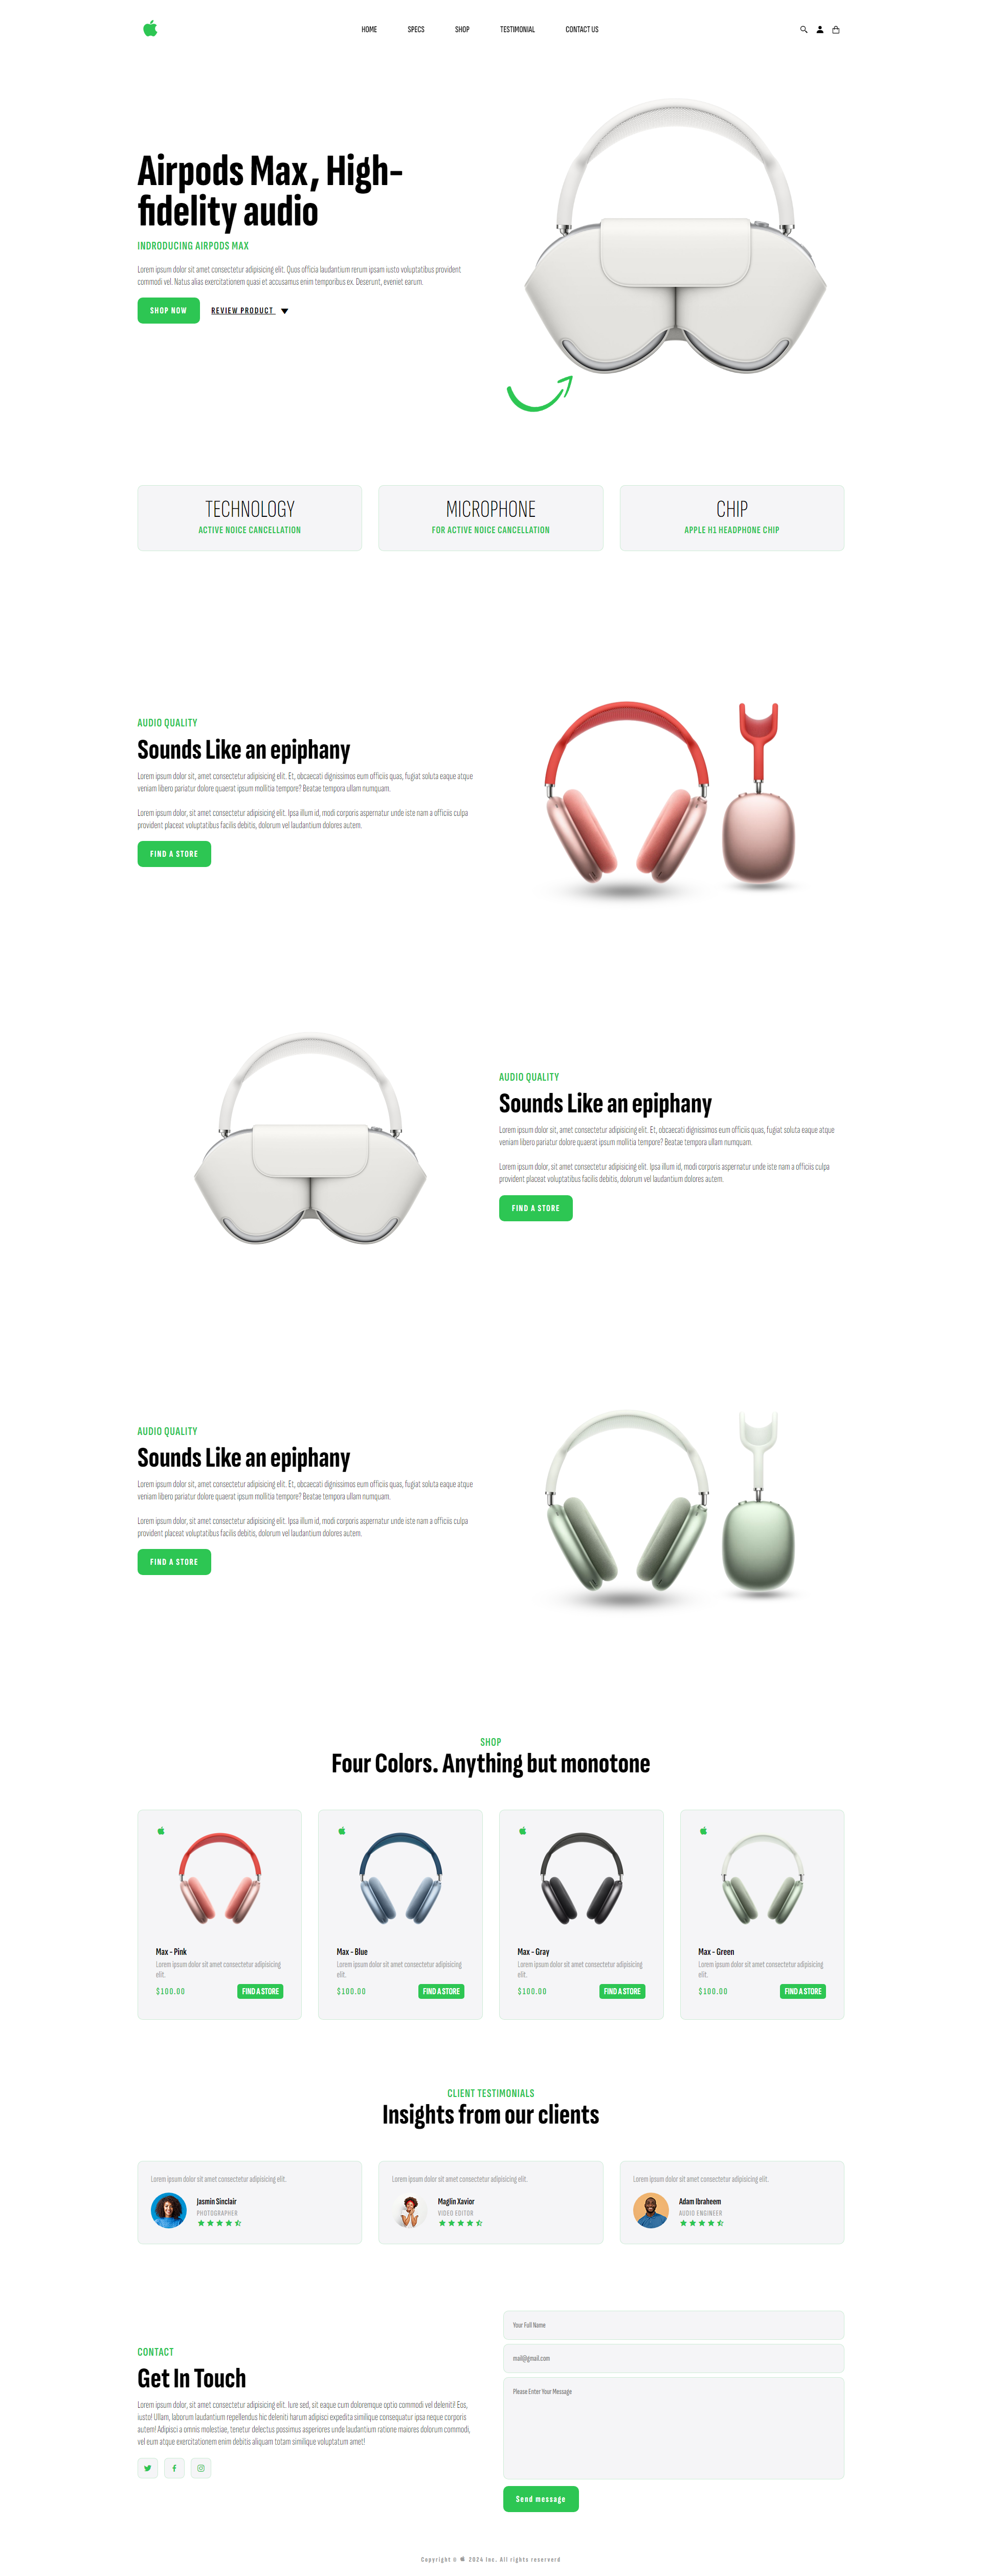 HOME SPECS SHOP TESTIMONIAL CONTACT US
Airpods Max, High-
fidelity audio
INDRODUCING AIRPODS MAX
Lorem ipsum dolor sit amet consectetur adipisicing elit. Quos officia laudantium rerum ipsam iusto voluptatibus provident
commodi vel. Natus alias exercitationem quasi et accusamus enim temporibus ex. Deserunt, eveniet earum.
SHOP NOW REVIEW PRODUCT
TECHNOLOGY
ACTIVE NOICE CANCELLATION
MICROPHONE
FOR ACTIVE NOICE CANCELLATION
CHIP
APPLE H1 HEADPHONE CHIP
AUDIO QUALITY
Sounds Like an epiphany
Lorem ipsum dolor sit, amet consectetur adipisicing elit. Et, obcaecati dignissimos eum officiis quas, fugiat soluta eaque atque
veniam libero pariatur dolore quaerat ipsum mollitia tempore? Beatae tempora ullam numquam.
Lorem ipsum dolor, sit amet consectetur adipisicing elit. Ipsa illum id, modi corporis aspernatur unde iste nam a officiis culpa
provident placeat voluptatibus facilis debitis, dolorum vel laudantium dolores autem.
FIND A STORE
AUDIO QUALITY
Sounds Like an epiphany
Lorem ipsum dolor sit, amet consectetur adipisicing elit. Et, obcaecati dignissimos eum officiis quas, fugiat soluta eaque atque
veniam libero pariatur dolore quaerat ipsum mollitia tempore? Beatae tempora ullam numquam.
Lorem ipsum dolor, sit amet consectetur adipisicing elit. Ipsa illum id, modi corporis aspernatur unde iste nam a officiis culpa
provident placeat voluptatibus facilis debitis, dolorum vel laudantium dolores autem.
FIND A STORE
AUDIO QUALITY
Sounds Like an epiphany
Lorem ipsum dolor sit, amet consectetur adipisicing elit. Et, obcaecati dignissimos eum officiis quas, fugiat soluta eaque atque
veniam libero pariatur dolore quaerat ipsum mollitia tempore? Beatae tempora ullam numquam.
Lorem ipsum dolor, sit amet consectetur adipisicing elit. Ipsa illum id, modi corporis aspernatur unde iste nam a officiis culpa
provident placeat voluptatibus facilis debitis, dolorum vel laudantium dolores autem.
FIND A STORE
SHOP
Four Colors. Anything but monotone
Max - Pink
Lorem ipsum dolor sit amet consectetur adipisicing
elit.
$100.00 FIND A STORE
Max - Blue
Lorem ipsum dolor sit amet consectetur adipisicing
elit.
$100.00 FIND A STORE
Max - Gray
Lorem ipsum dolor sit amet consectetur adipisicing
elit.
$100.00 FIND A STORE
Max - Green
Lorem ipsum dolor sit amet consectetur adipisicing
elit.
$100.00 FIND A STORE
CLIENT TESTIMONIALS
Insights from our clients
Lorem ipsum dolor sit amet consectetur adipisicing elit.
Jasmin Sinclair
PHOTOGRAPHER
Lorem ipsum dolor sit amet consectetur adipisicing elit.
Maglin Xavior
VIDEO EDITOR
Lorem ipsum dolor sit amet consectetur adipisicing elit.
Adam Ibraheem
AUDIO ENGINEER
CONTACT
Get In Touch
Lorem ipsum dolor, sit amet consectetur adipisicing elit. Iure sed, sit eaque cum doloremque optio commodi vel deleniti! Eos,
iusto! Ullam, laborum laudantium repellendus hic deleniti harum adipisci expedita similique consequatur ipsa neque corporis
autem! Adipisci a omnis molestiae, tenetur delectus possimus asperiores unde laudantium ratione maiores dolorum commodi,
vel eum atque exercitationem enim debitis aliquam totam similique voluptatum amet!
Your Full Name
mail@gmail.com
Please Enter Your Message
Send message
Copyright © 2024 Inc. All rights reserverd